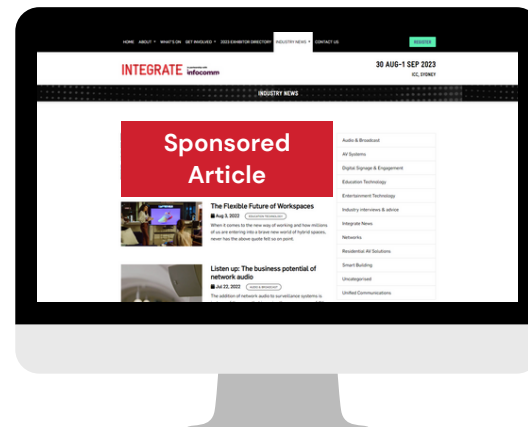 HOME ABOUT WHAT'S ON GET INVOLVED 2023 EXHIBITOR DIRECTORY INDUSTRY NEWS CONTACT US REGISTER
INTEGRATE infocomm
30 AUG-1 SEP 2023
ICC, SYDNEY
INDUSTRY NEWS
Sponsored
Article
The Flexible Future of Workspaces
Aug 3, 2022 EDUCATION TECHNOLOGY
When it comes to the new way of working and how millions
of us are entering into a brave new world of hybrid spaces,
never has the above quote felt so on point.
Listen up: The business potential of
network audio
Jul 22, 2022 AUDIO & BROADCAST
The addition of network audio to surveillance systems is
Audio & Broadcast
AV Systems
Digital Signage & Engagement
Education Technology
Entertainment Technology
Industry interviews & advice
Integrate News
Networks
Residential AV Solutions
Smart Building
Uncategorised
Unified Communications